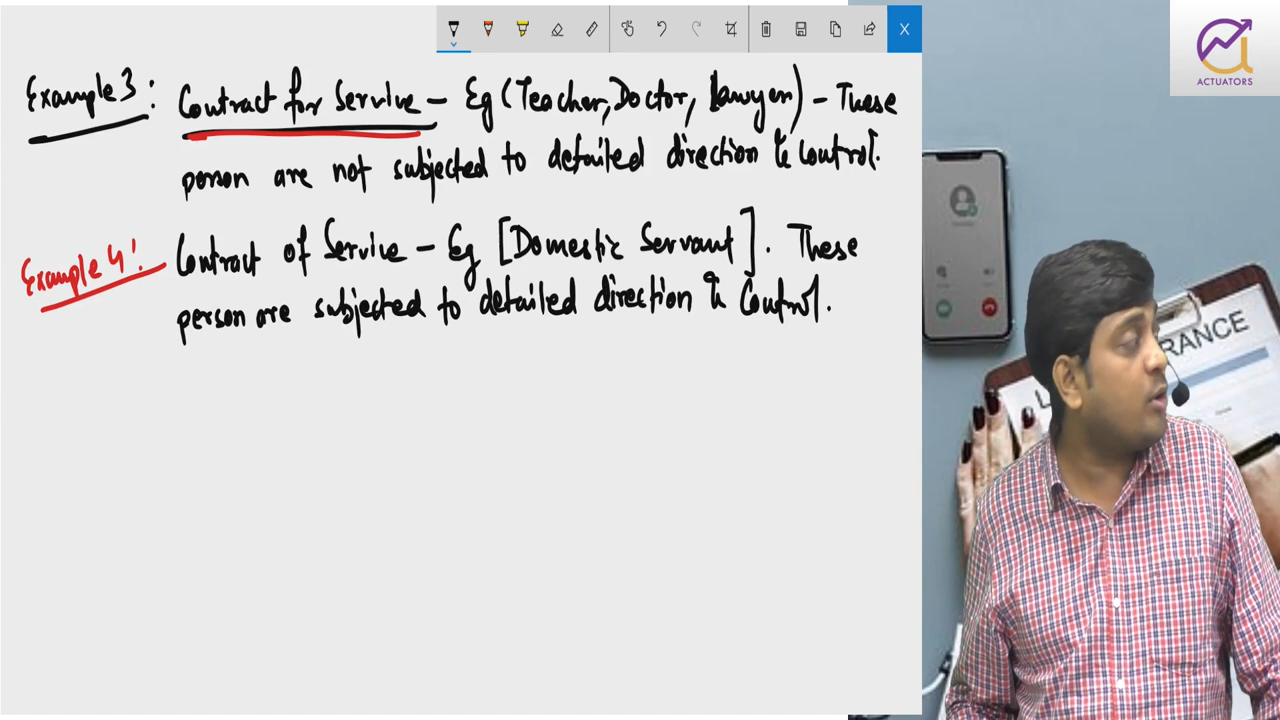 Example 3 : Contract for Service – Eg (Teacher, Doctor, Lawyer) – These
person are not subjected to detailed direction & Control.
Example 4 : Contract of Service – Eg [Domestic Servant]. These
person are subjected to detailed direction & Control.
ACTUATORS
L
RANCE